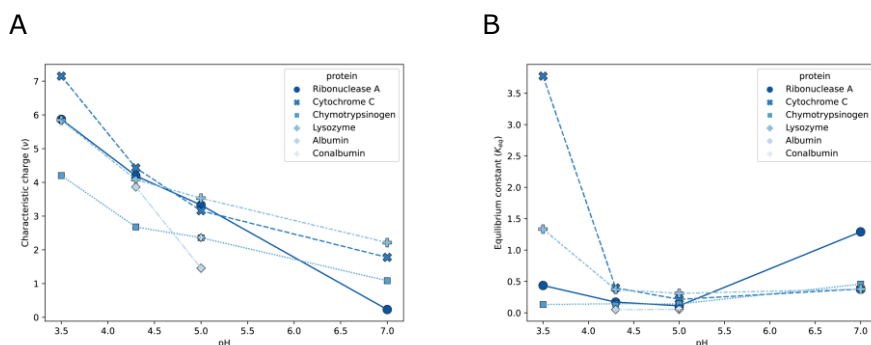 A
Characteristic charge (ν)
7
6
5
4
3
2
1
0
3.5 4.0 4.5 5.0 5.5 6.0 6.5 7.0
pH
protein
Ribonuclease A
Cytochrome C
Chymotrypsinogen
Lysozyme
Albumin
Conalbumin
B
Equilibrium constant (Keq)
3.5
3.0
2.5
2.0
1.5
1.0
0.5
0.0
3.5 4.0 4.5 5.0 5.5 6.0 6.5 7.0
pH
protein
Ribonuclease A
Cytochrome C
Chymotrypsinogen
Lysozyme
Albumin
Conalbumin